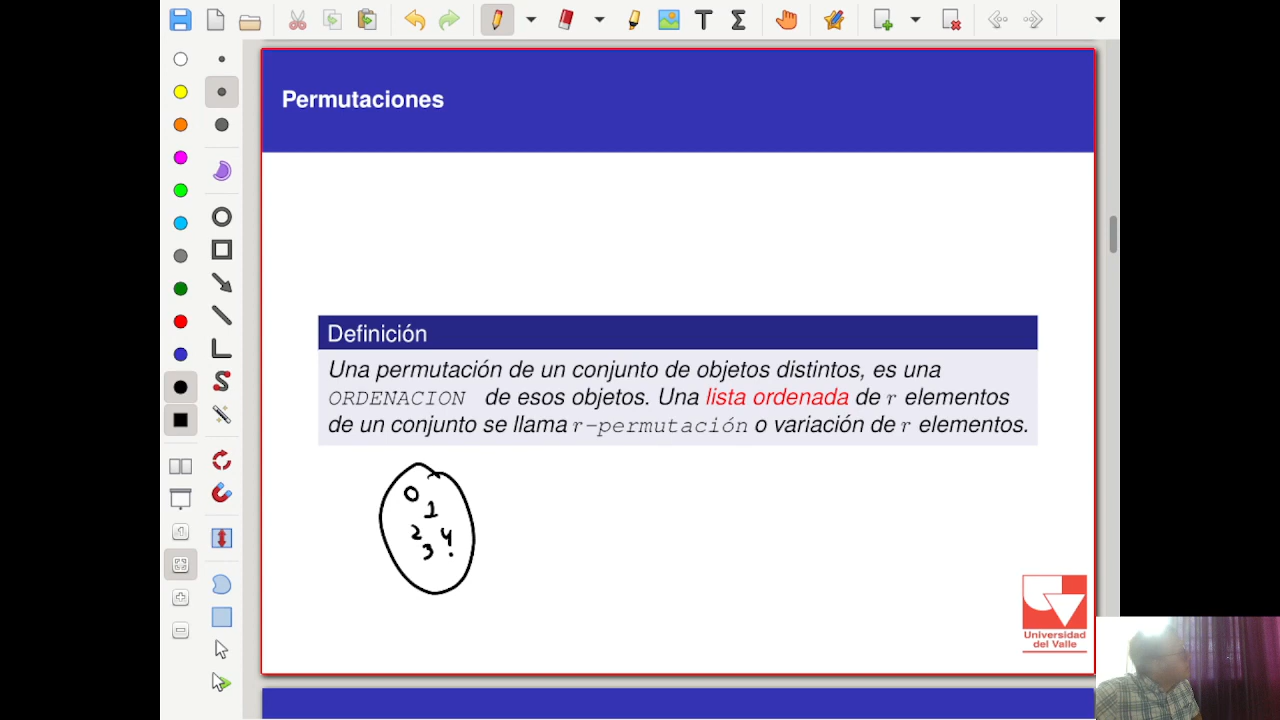 Permutaciones
Definición
Una permutación de un conjunto de objetos distintos, es una
ORDENACION de esos objetos. Una lista ordenada de r elementos
de un conjunto se llama r-permutación o variación de r elementos.
0
1
2 4
3
Universidad
del Valle